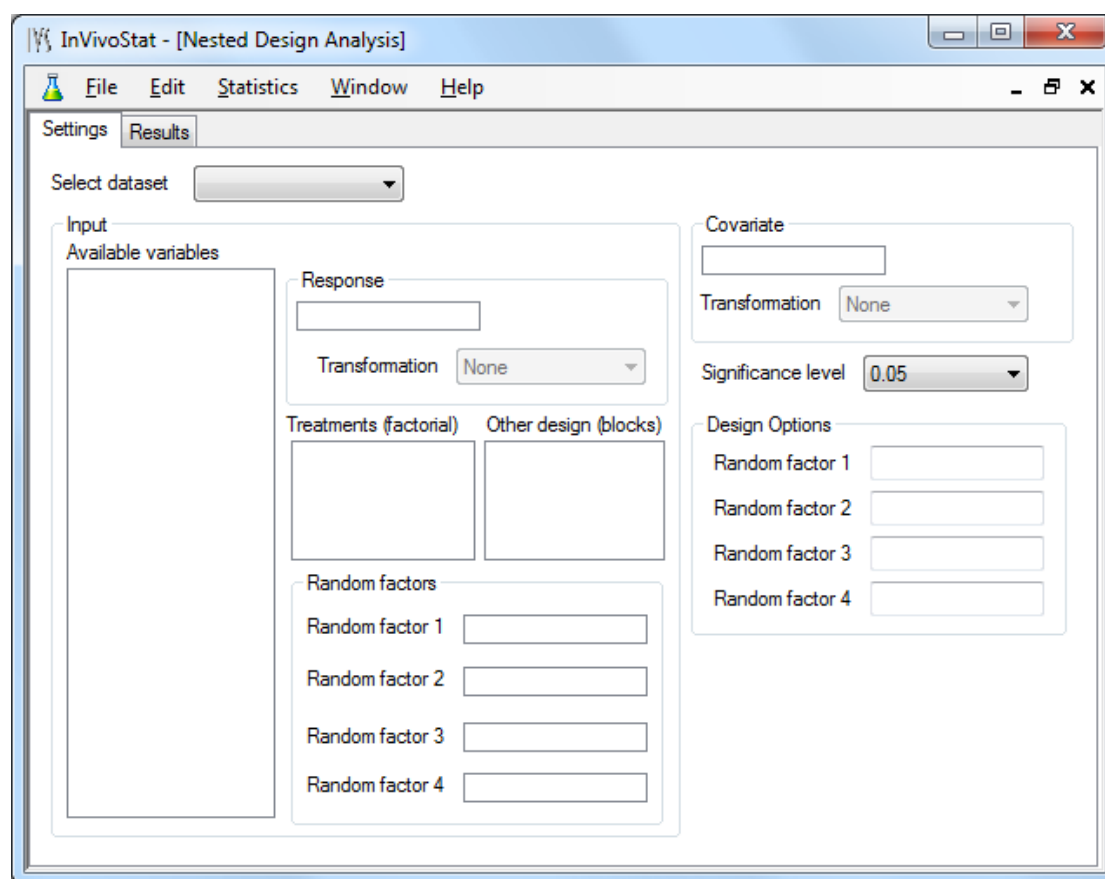 InVivoStat - [Nested Design Analysis]
File Edit Statistics Window Help
Settings Results
Select dataset
Input
Available variables
Response
Transformation None
Treatments (factorial) Other design (blocks)
Random factors
Random factor 1
Random factor 2
Random factor 3
Random factor 4
Covariate
Transformation None
Significance level 0.05
Design Options
Random factor 1
Random factor 2
Random factor 3
Random factor 4